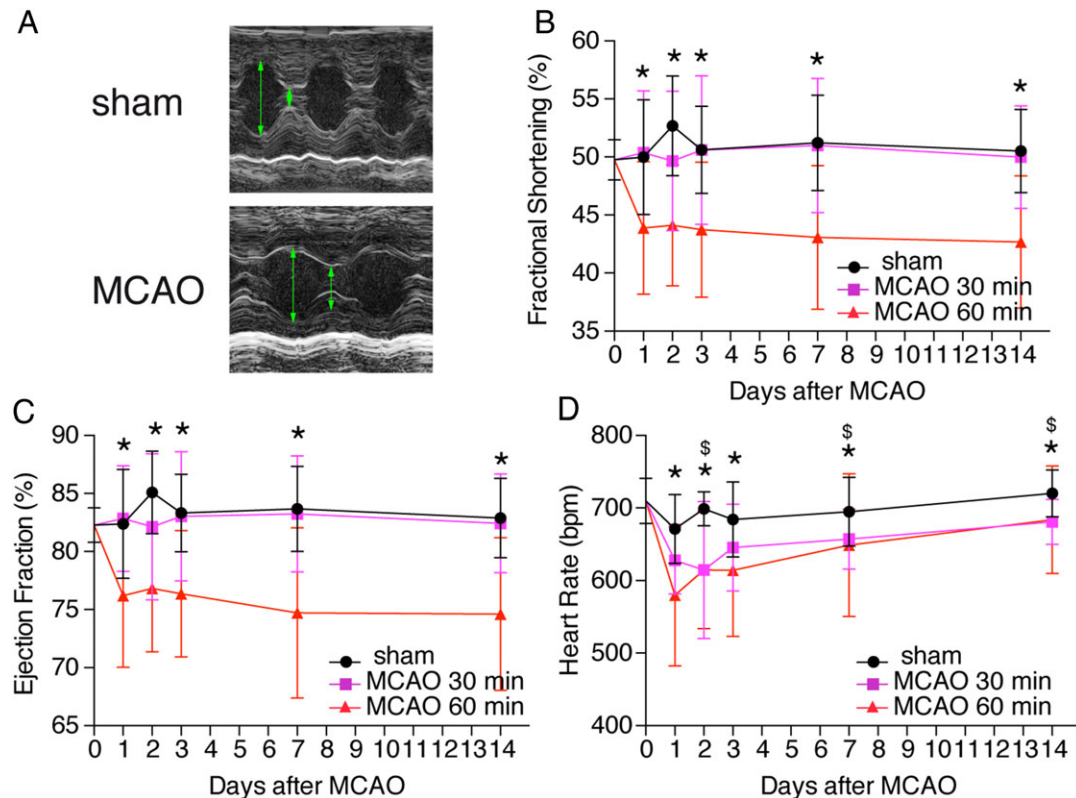 A
sham
MCAO
B
Fractional Shortening (%)
60
55
50
45
40
35
* * * * *
sham
MCAO 30 min
MCAO 60 min
0 1 2 3 4 5 6 7 8 9 10 11 12 13 14
Days after MCAO
C
Ejection Fraction (%)
90
85
80
75
70
65
* * * * *
sham
MCAO 30 min
MCAO 60 min
0 1 2 3 4 5 6 7 8 9 10 11 12 13 14
Days after MCAO
D
Heart Rate (bpm)
800
700
600
500
400
$ $ $
* * * * *
sham
MCAO 30 min
MCAO 60 min
0 1 2 3 4 5 6 7 8 9 10 11 12 13 14
Days after MCAO